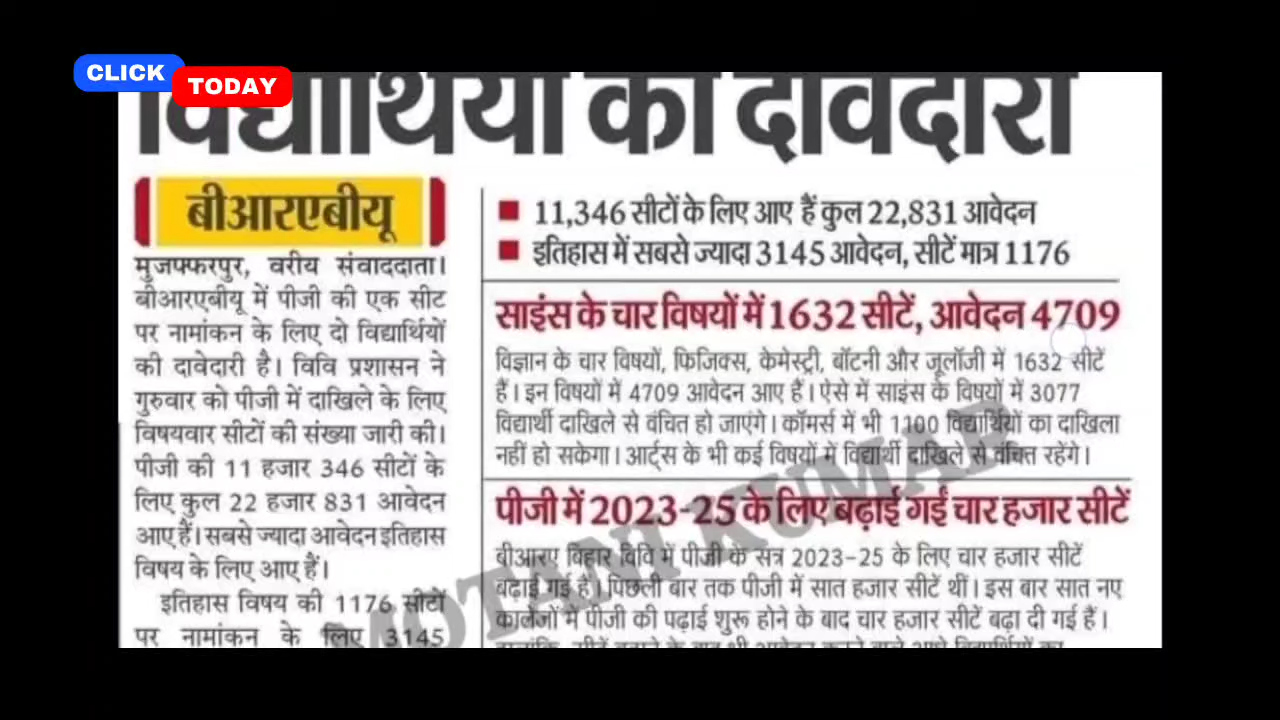 CLICK
TODAY
विद्यार्थियों की दावेदारी
बीआरएबीयू
मुजफ्फरपुर, वरीय संवाददाता।
बीआरएबीयू में पीजी की एक सीट
पर नामांकन के लिए दो विद्यार्थियों
की दावेदारी है। विवि प्रशासन ने
गुरुवार को पीजी में दाखिले के लिए
विषयवार सीटों की संख्या जारी की।
पीजी की 11 हजार 346 सीटों के
लिए कुल 22 हजार 831 आवेदन
आए हैं। सबसे ज्यादा आवेदन इतिहास
विषय के लिए आए हैं।
इतिहास विषय की 1176 सीटों
पर नामांकन के लिए 3145
11,346 सीटों के लिए आए हैं कुल 22,831 आवेदन
इतिहास में सबसे ज्यादा 3145 आवेदन, सीटें मात्र 1176
साइंस के चार विषयों में 1632 सीटें, आवेदन 4709
विज्ञान के चार विषयों, फिजिक्स, केमेस्ट्री, बॉटनी और जूलॉजी में 1632 सीटें
हैं। इन विषयों में 4709 आवेदन आए हैं। ऐसे में साइंस के विषयों में 3077
विद्यार्थी दाखिले से वंचित हो जाएंगे। कॉमर्स में भी 1100 विद्यार्थियों का दाखिला
नहीं हो सकेगा। आर्ट्स के भी कई विषयों में विद्यार्थी दाखिले से वंचित रहेंगे।
पीजी में 2023-25 के लिए बढ़ाई गईं चार हजार सीटें
बीआरए बिहार विवि में पीजी के सत्र 2023-25 के लिए चार हजार सीटें
बढ़ाई गई हैं। पिछली बार तक पीजी में सात हजार सीटें थीं। इस बार सात नए
कालेजों में पीजी की पढ़ाई शुरू होने के बाद चार हजार सीटें बढ़ा दी गई हैं।
MOTANI KUMAR